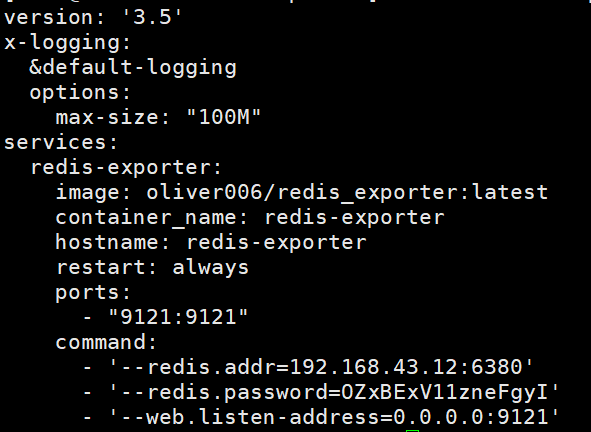 version: '3.5'
x-logging:
  &default-logging
  options:
    max-size: "100M"
services:
  redis-exporter:
    image: oliver006/redis_exporter:latest
    container_name: redis-exporter
    hostname: redis-exporter
    restart: always
    ports:
      - "9121:9121"
    command:
      - '--redis.addr=192.168.43.12:6380'
      - '--redis.password=OZxBExV11zneFgyI'
      - '--web.listen-address=0.0.0.0:9121'